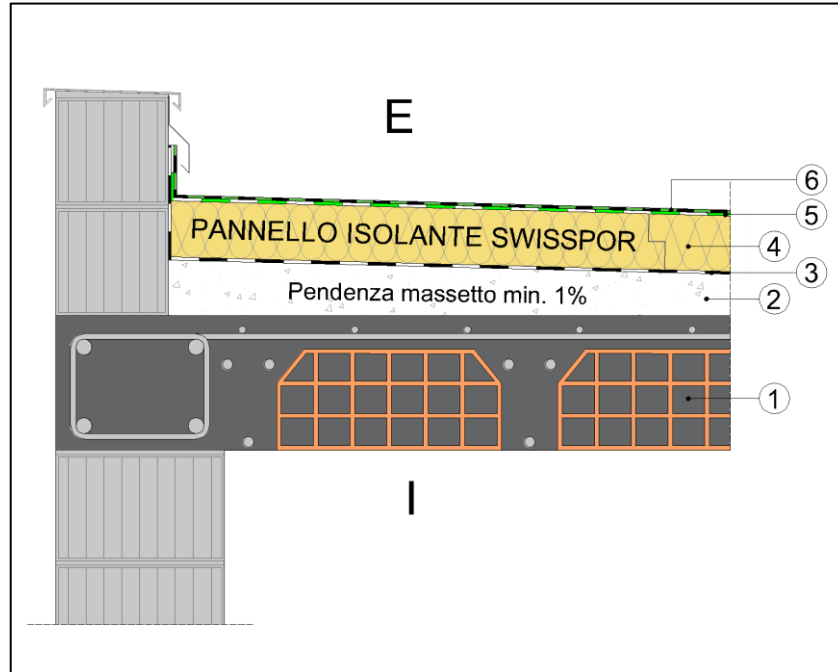 E
6
5
PANNELLO ISOLANTE SWISSPOR
4
3
Pendenza massetto min. 1%
2
1
I